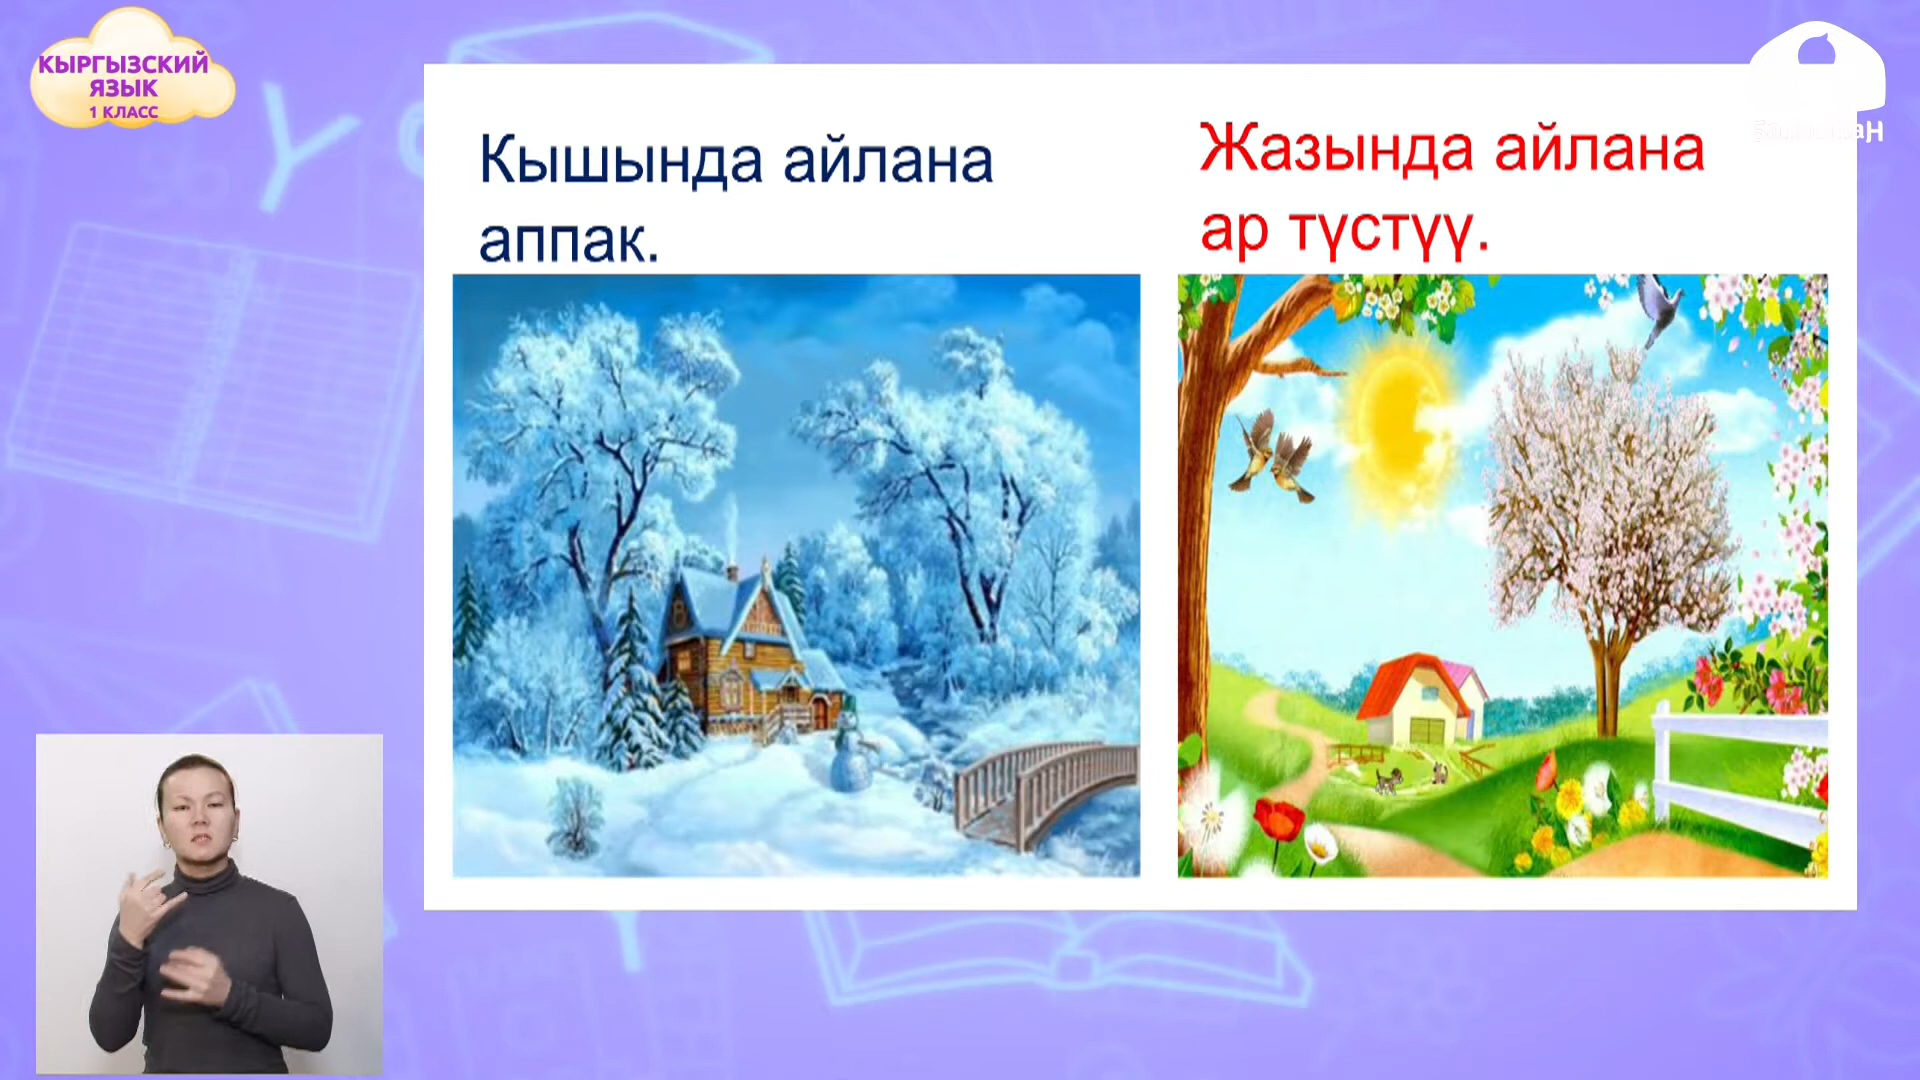 КЫРГЫЗСКИЙ
ЯЗЫК
1 КЛАСС
Кышында айлана
аппак.
Жазында айлана
ар түстүү.